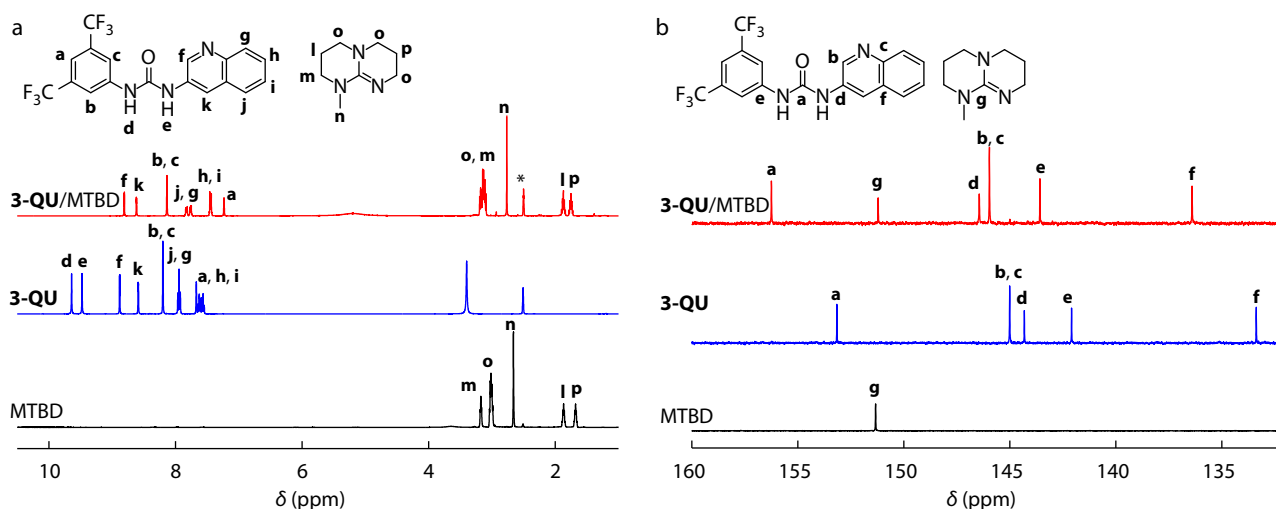 a
CF₃
a
c
F₃C
b
O
N
H
d
N
H
e
f
N
g
h
i
j
k
o
o
l
p
N
m
N
N
o
n
n
o, m
b, c
f
k
j, g
h, i
a
*
l
p
3-QU/MTBD
b, c
d
e
f
k
j, g
a, h, i
3-QU
n
o
m
l
p
MTBD
10
8
6
4
2
δ (ppm)
b
CF₃
F₃C
e
O
N
H
a
N
H
d
b
N
c
f
N
N
g
N
b, c
a
g
d
e
f
3-QU/MTBD
b, c
a
d
e
f
3-QU
g
MTBD
160
155
150
145
140
135
δ (ppm)